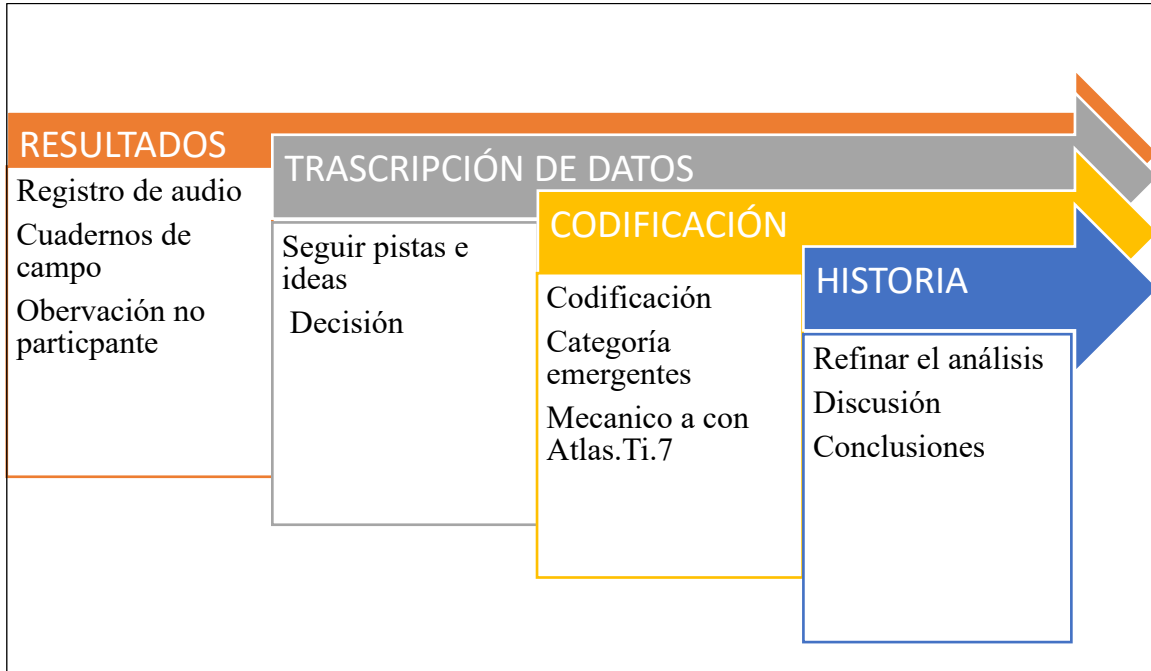 RESULTADOS
Registro de audio
Cuadernos de
campo
Obervación no
particpante
TRASCRIPCIÓN DE DATOS
Seguir pistas e
ideas
Decisión
CODIFICACIÓN
Codificación
Categoría
emergentes
Mecanico a con
Atlas.Ti.7
HISTORIA
Refinar el análisis
Discusión
Conclusiones